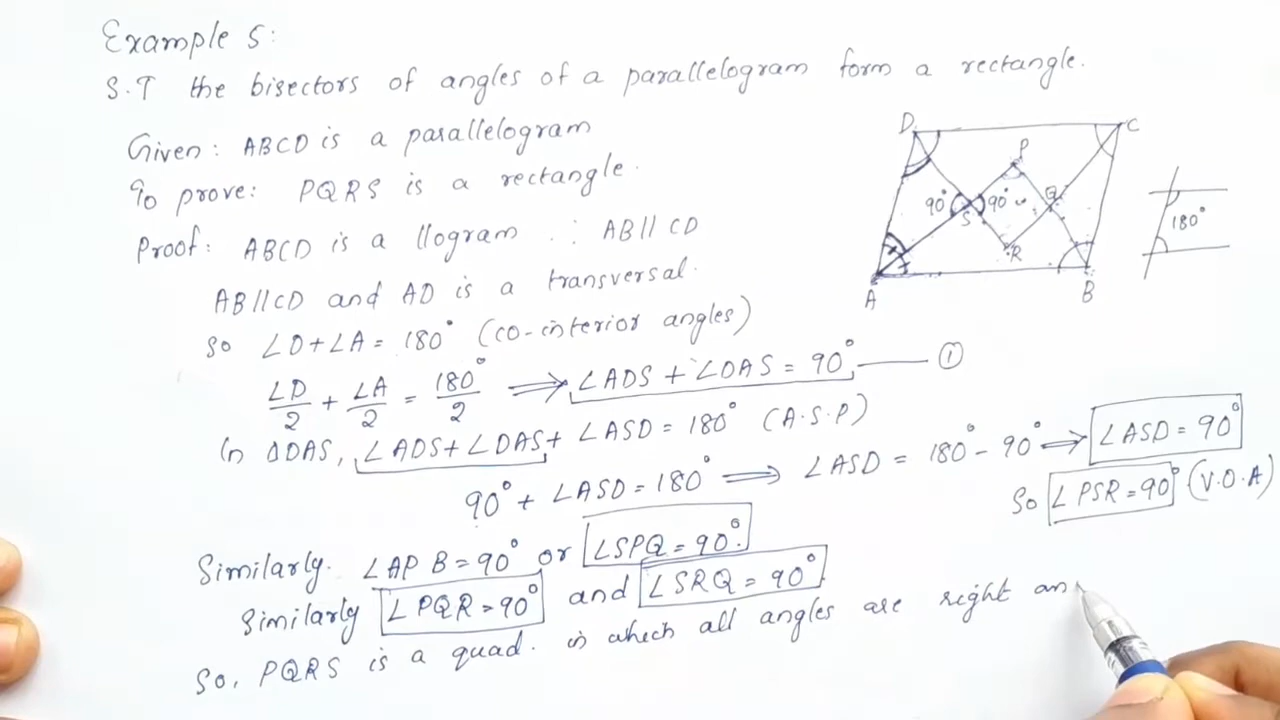 Example 5:
S.T the bisectors of angles of a parallelogram form a rectangle.
Given: ABCD is a parallelogram
To prove: PQRS is a rectangle.
Proof: ABCD is a llogram ∴ AB//CD
AB//CD and AD is a transversal.
So ∠D+∠A = 180° (co-interior angles)
∠D/2 + ∠A/2 = 180°/2 ⟹ ∠ADS + ∠DAS = 90° —— ①
In ΔDAS, ∠ADS+∠DAS+ ∠ASD = 180° (A.S.P)
90° + ∠ASD = 180° ⟹ ∠ASD = 180° - 90° ⟹ ∠ASD = 90°
So ∠PSR = 90° (V.O.A)
Similarly. ∠APB = 90° or ∠SPQ = 90°.
Similarly ∠PQR = 90° and ∠SRQ = 90°.
So, PQRS is a quad. in which all angles are right an
D
C
P
90°
90°
S
Q
R
A
B
180°